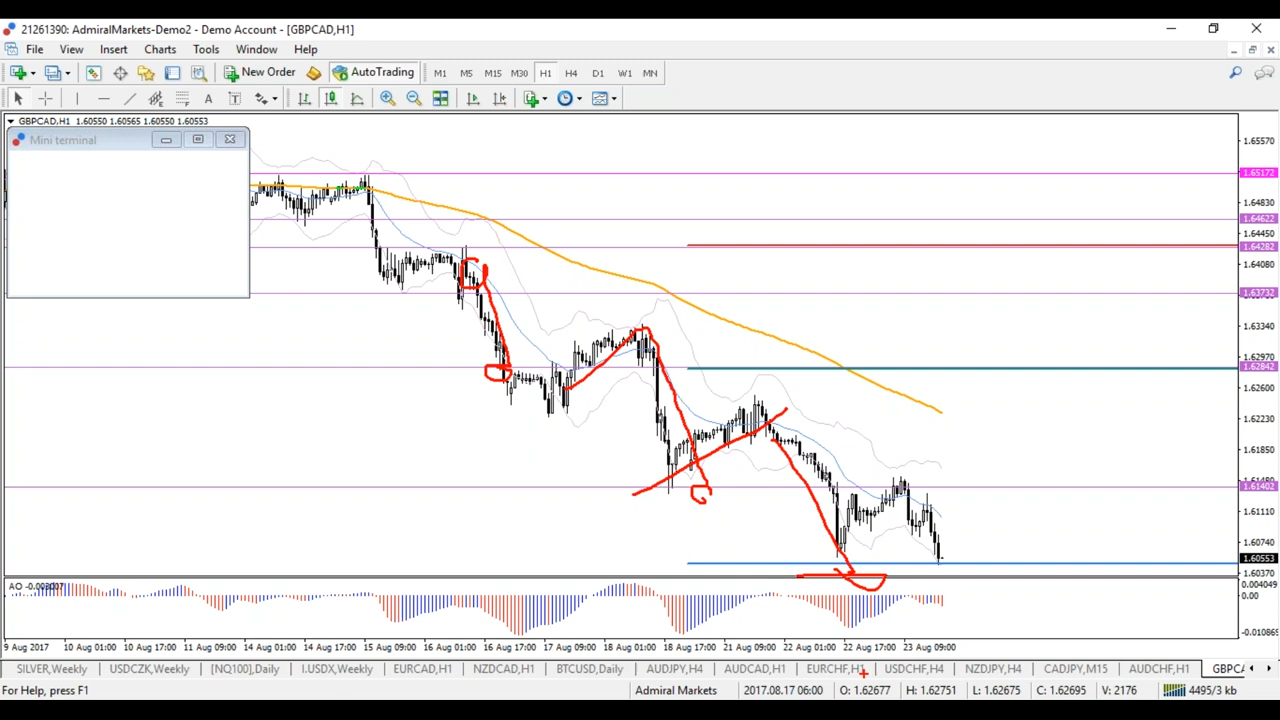 21261390: AdmiralMarkets-Demo2 - Demo Account - [GBPCAD,H1]
File View Insert Charts Tools Window Help
New Order AutoTrading M1 M5 M15 M30 H1 H4 D1 W1 MN
A T
GBPCAD,H1 1.60550 1.60565 1.60550 1.60553
Mini terminal
1.65570
1.65172
1.64830
1.64622
1.64450
1.64282
1.64080
1.63732
1.63340
1.62970
1.62842
1.62600
1.62230
1.61850
1.61402
1.61110
1.60740
1.60553
1.60370
AO -0.003007
0.004049
0.00
-0.010869
9 Aug 2017 10 Aug 01:00 10 Aug 17:00 11 Aug 09:00 14 Aug 01:00 14 Aug 17:00 15 Aug 09:00 16 Aug 01:00 16 Aug 17:00 17 Aug 09:00 18 Aug 01:00 18 Aug 17:00 21 Aug 09:00 22 Aug 01:00 22 Aug 17:00 23 Aug 09:00
SILVER,Weekly USDCZK,Weekly [NQ100],Daily I.USDX,Weekly EURCAD,H1 NZDCAD,H1 BTCUSD,Daily AUDJPY,H4 AUDCAD,H1 EURCHF,H1 USDCHF,H4 NZDJPY,H4 CADJPY,M15 AUDCHF,H1 GBPCA
For Help, press F1 Admiral Markets 2017.08.17 06:00 O: 1.62677 H: 1.62751 L: 1.62675 C: 1.62695 V: 2176 4495/3 kb